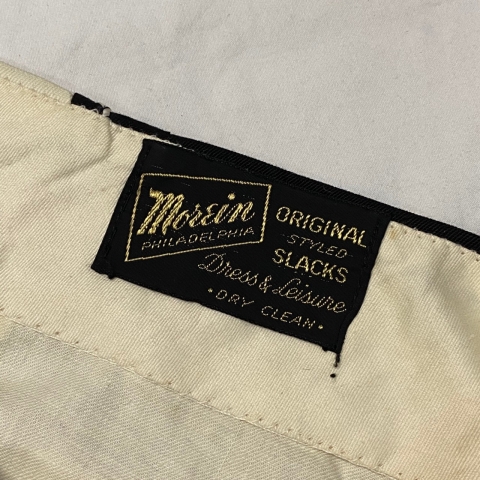 Morein
PHILADELPHIA
ORIGINAL
STYLED
SLACKS
Dress & Leisure
• DRY CLEAN •